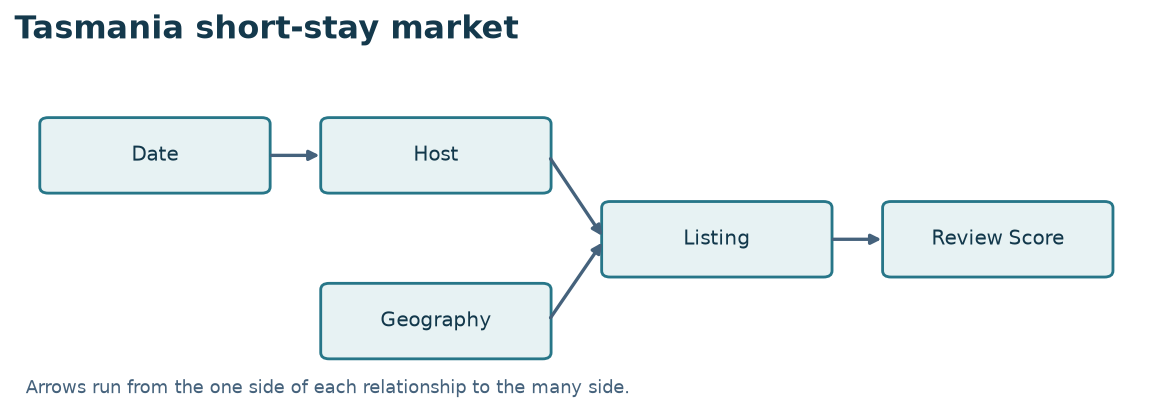 Tasmania short-stay market
Date
Host
Listing
Review Score
Geography
Arrows run from the one side of each relationship to the many side.